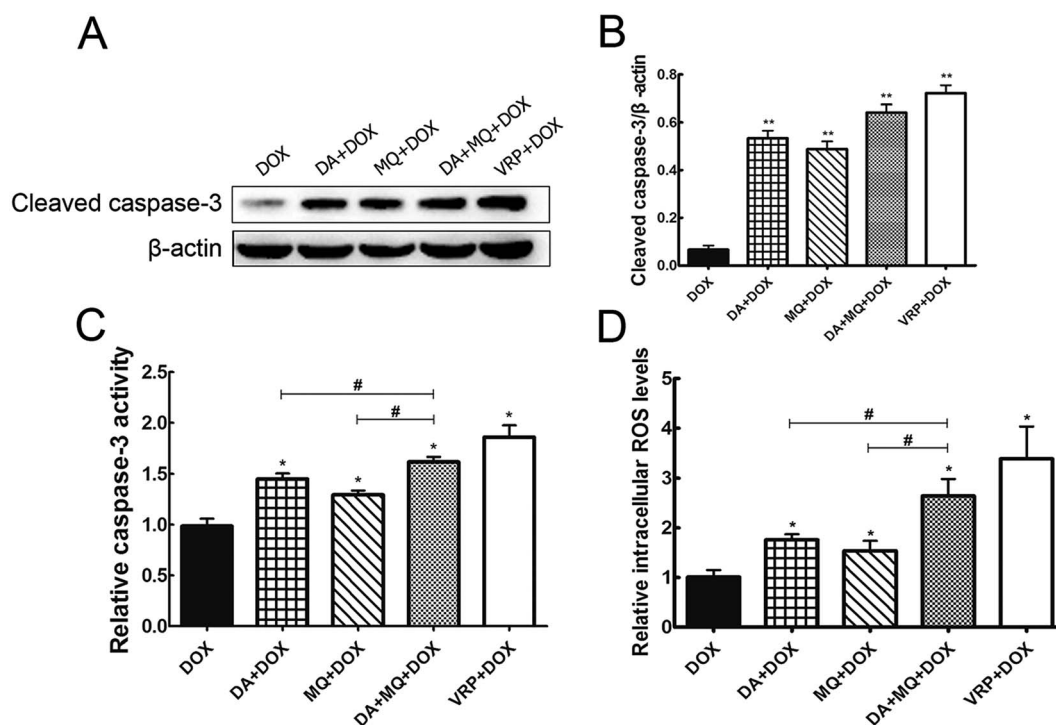 A
DOX
DA+DOX
MQ+DOX
DA+MQ+DOX
VRP+DOX
Cleaved caspase-3
β-actin
B
Cleaved caspase-3/β -actin
0.8
0.6
0.4
0.2
0.0
**
**
**
**
DOX
DA+DOX
MQ+DOX
DA+MQ+DOX
VRP+DOX
C
Relative caspase-3 activity
2.5
2.0
1.5
1.0
0.5
0.0
#
#
*
*
*
*
DOX
DA+DOX
MQ+DOX
DA+MQ+DOX
VRP+DOX
D
Relative intracellular ROS levels
5
4
3
2
1
0
#
#
*
*
*
*
DOX
DA+DOX
MQ+DOX
DA+MQ+DOX
VRP+DOX